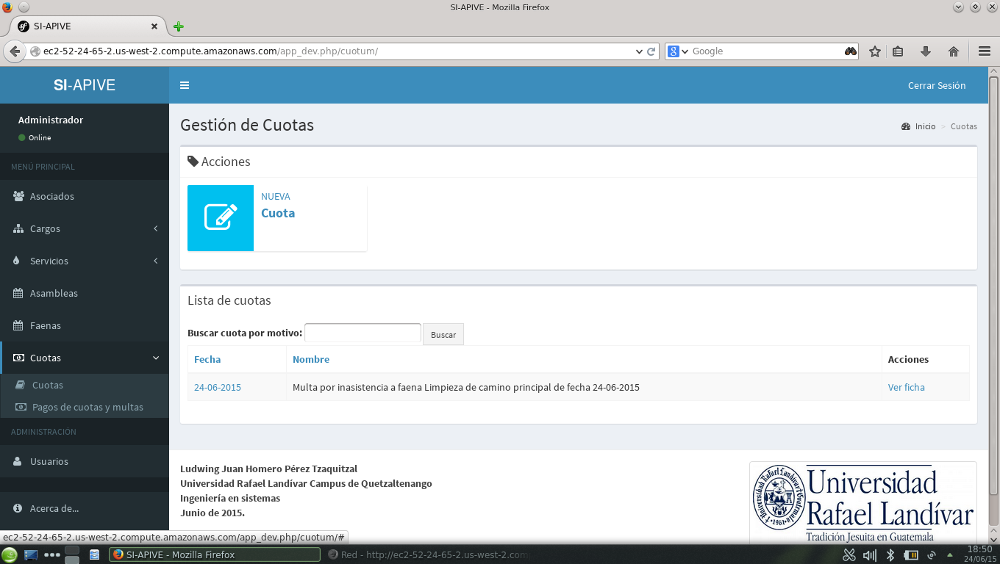 SI-APIVE - Mozilla Firefox
SI-APIVE
ec2-52-24-65-2.us-west-2.compute.amazonaws.com/app_dev.php/cuotum/
Google
SI-APIVE
Cerrar Sesión
Administrador
Online
MENÚ PRINCIPAL
Asociados
Cargos
Servicios
Asambleas
Faenas
Cuotas
Cuotas
Pagos de cuotas y multas
ADMINISTRACIÓN
Usuarios
Acerca de...
Gestión de Cuotas
Inicio > Cuotas
Acciones
NUEVA
Cuota
Lista de cuotas
Buscar cuota por motivo:
Buscar
Fecha Nombre Acciones
24-06-2015 Multa por inasistencia a faena Limpieza de camino principal de fecha 24-06-2015 Ver ficha
Ludwing Juan Homero Pérez Tzaquitzal
Universidad Rafael Landívar Campus de Quetzaltenango
Ingeniería en sistemas
Junio de 2015.
Universidad
Rafael Landívar
Tradición Jesuita en Guatemala
ec2-52-24-65-2.us-west-2.compute.amazonaws.com/app_dev.php/cuotum/#
SI-APIVE - Mozilla Firefox
Red - http://ec2-52-24-65-2.us-west-2.com
18:50
24/06/15